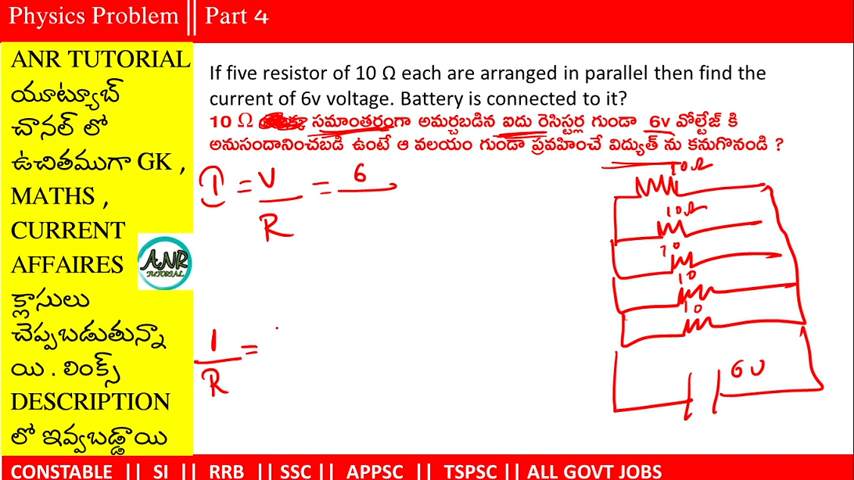 Physics Problem || Part 4
ANR TUTORIAL
యూట్యూబ్
చానల్ లో
ఉచితముగా GK ,
MATHS ,
CURRENT
AFFAIRES
క్లాసులు
చెప్పబడుతున్నా
యి . లింక్స్
DESCRIPTION
లో ఇవ్వబడ్డాయి
ANR
TUTORIAL
If five resistor of 10 Ω each are arranged in parallel then find the
current of 6v voltage. Battery is connected to it?
10 Ω సమాంతరంగా అమర్చబడిన ఐదు రెసిస్టర్ల గుండా 6v వోల్టేజ్ కి
అనుసందానించబడి ఉంటే ఆ వలయం గుండా ప్రవహించే విద్యుత్ ను కనుగొనండి ?
I = V/R = 6
1/R =
10Ω
10Ω
10
10
10
6V
CONSTABLE || SI || RRB || SSC || APPSC || TSPSC || ALL GOVT JOBS